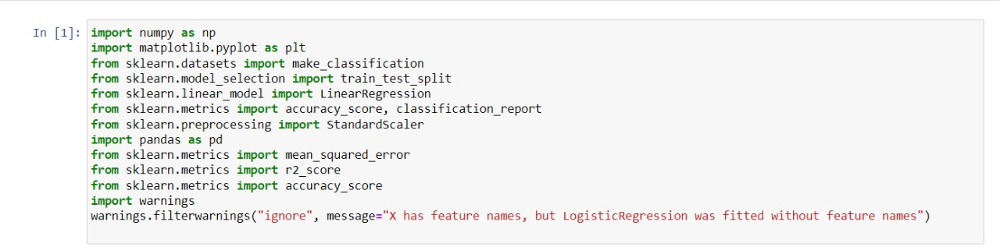 In [1]: import numpy as np
import matplotlib.pyplot as plt
from sklearn.datasets import make_classification
from sklearn.model_selection import train_test_split
from sklearn.linear_model import LinearRegression
from sklearn.metrics import accuracy_score, classification_report
from sklearn.preprocessing import StandardScaler
import pandas as pd
from sklearn.metrics import mean_squared_error
from sklearn.metrics import r2_score
from sklearn.metrics import accuracy_score
import warnings
warnings.filterwarnings("ignore", message="X has feature names, but LogisticRegression was fitted without feature names")